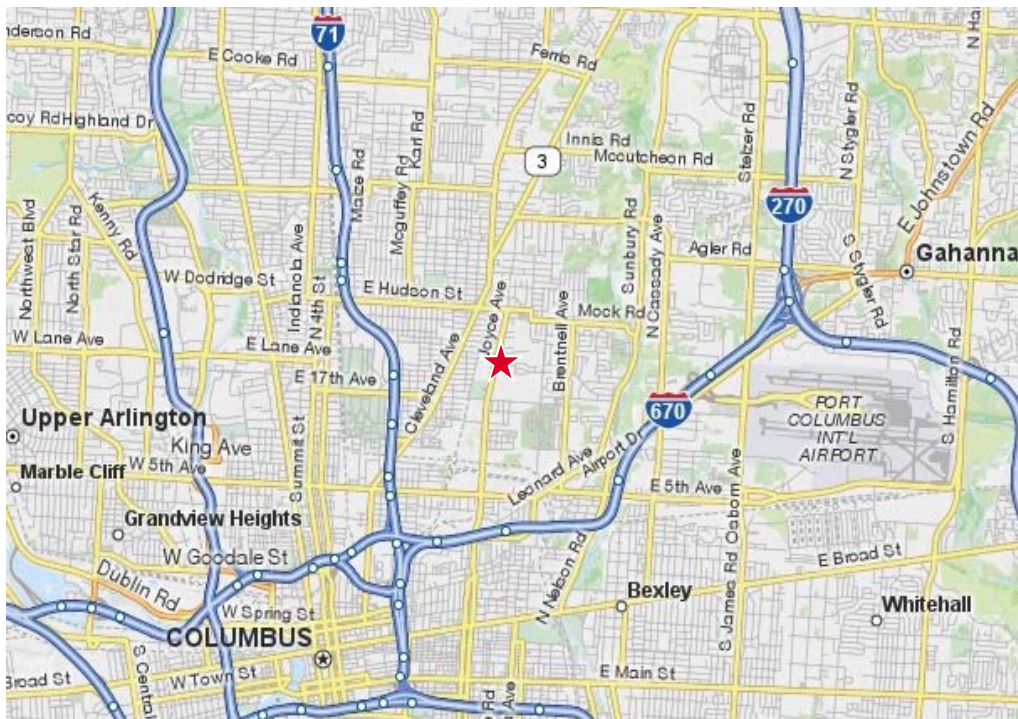 nderson Rd
71
E Cooke Rd
Ferris Rd
N Ha
coy Rd
Highland Dr
Karl Rd
Innis Rd
Mccutcheon Rd
3
Stelzer Rd
N Stygler Rd
E Johnstown Rd
Maize Rd
Mcguffey Rd
270
Northwest Blvd
North Star Rd
Kenny Rd
Indianola Ave
N 4th St
Sunbury Rd
N Cassady Ave
Agler Rd
S Stygler Rd
Gahanna
W Dodridge St
E Hudson St
Joyce Ave
Mock Rd
Brentnell Ave
W Lane Ave
E Lane Ave
E 17th Ave
Cleveland Ave
S Hamilton Rd
670
PORT
COLUMBUS
INT'L
AIRPORT
Upper Arlington
King Ave
Summit St
Airport Dr
Leonard Ave
Marble Cliff
W 5th Ave
E 5th Ave
Osborn Ave
Grandview Heights
W Goodale St
E Broad St
Dublin Rd
N Nelson Rd
St James Rd
Bexley
Whitehall
W Spring St
COLUMBUS
S Central
W Town St
E Main St
Broad St